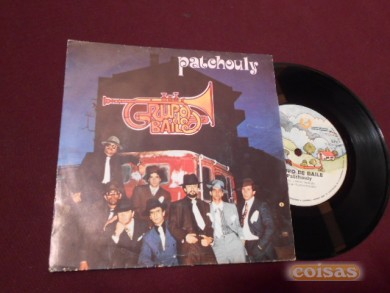 patchouly
GRUPO
DE
BAILE
GRUPO DE BAILE
Patchouly
coisas